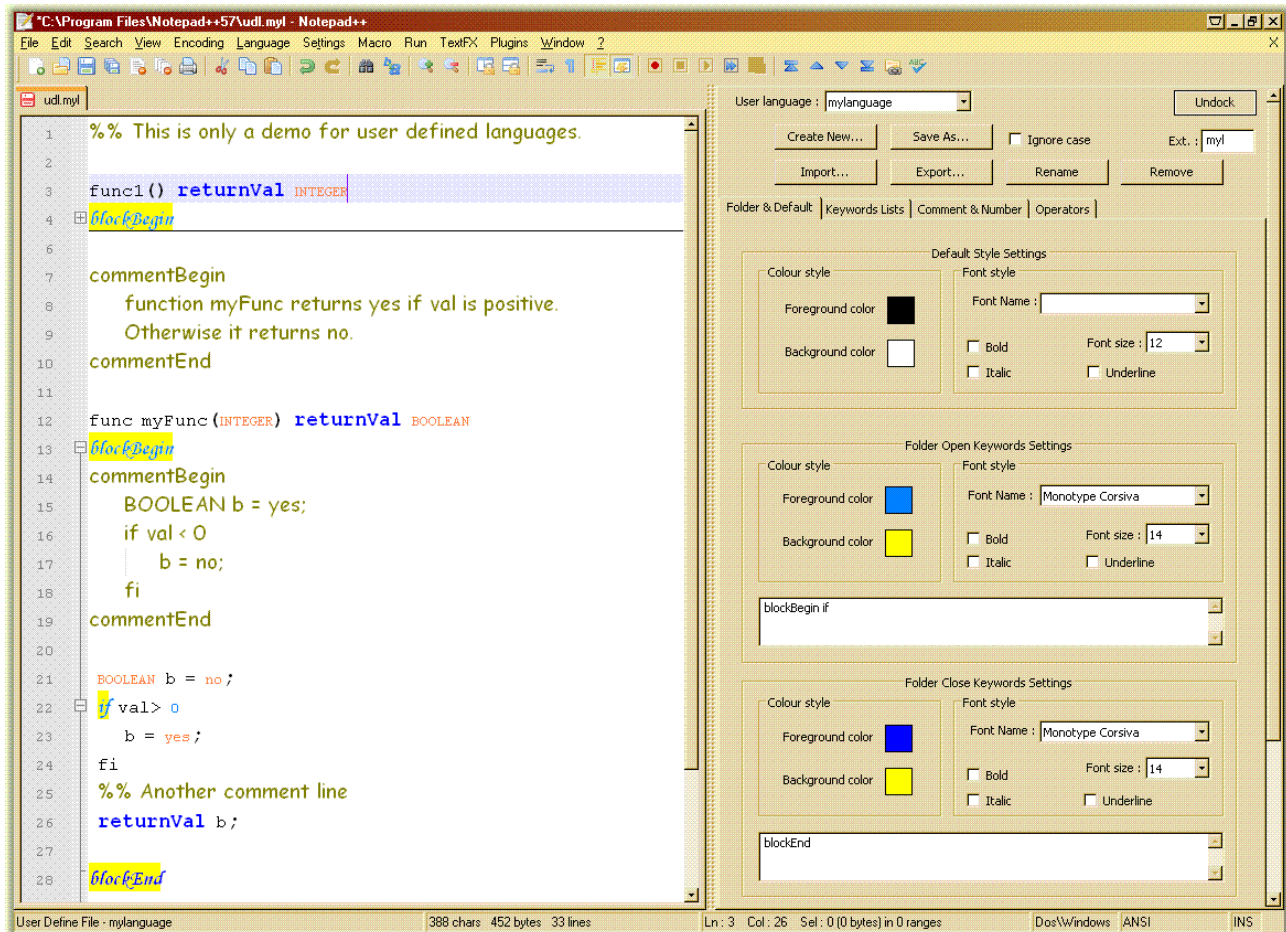 *C:\Program Files\Notepad++57\udl.myl - Notepad++
File Edit Search View Encoding Language Settings Macro Run TextFX Plugins Window ? X
udl.myl
1 %% This is only a demo for user defined languages.
2
3 func1() returnVal INTEGER
4 blockBegin
6
7 commentBegin
8 function myFunc returns yes if val is positive.
9 Otherwise it returns no.
10 commentEnd
11
12 func myFunc(INTEGER) returnVal BOOLEAN
13 blockBegin
14 commentBegin
15 BOOLEAN b = yes;
16 if val < 0
17 b = no;
18 fi
19 commentEnd
20
21 BOOLEAN b = no;
22 if val> 0
23 b = yes;
24 fi
25 %% Another comment line
26 returnVal b;
27
28 blockEnd
User language : mylanguage Undock
Create New... Save As... Ignore case Ext. : myl
Import... Export... Rename Remove
Folder & Default Keywords Lists Comment & Number Operators
Default Style Settings
Colour style Font style
Foreground color Font Name :
Background color Bold Font size : 12
Italic Underline
Folder Open Keywords Settings
Colour style Font style
Foreground color Font Name : Monotype Corsiva
Background color Bold Font size : 14
Italic Underline
blockBegin if
Folder Close Keywords Settings
Colour style Font style
Foreground color Font Name : Monotype Corsiva
Background color Bold Font size : 14
Italic Underline
blockEnd
User Define File - mylanguage 388 chars 452 bytes 33 lines Ln : 3 Col : 26 Sel : 0 (0 bytes) in 0 ranges Dos\Windows ANSI INS